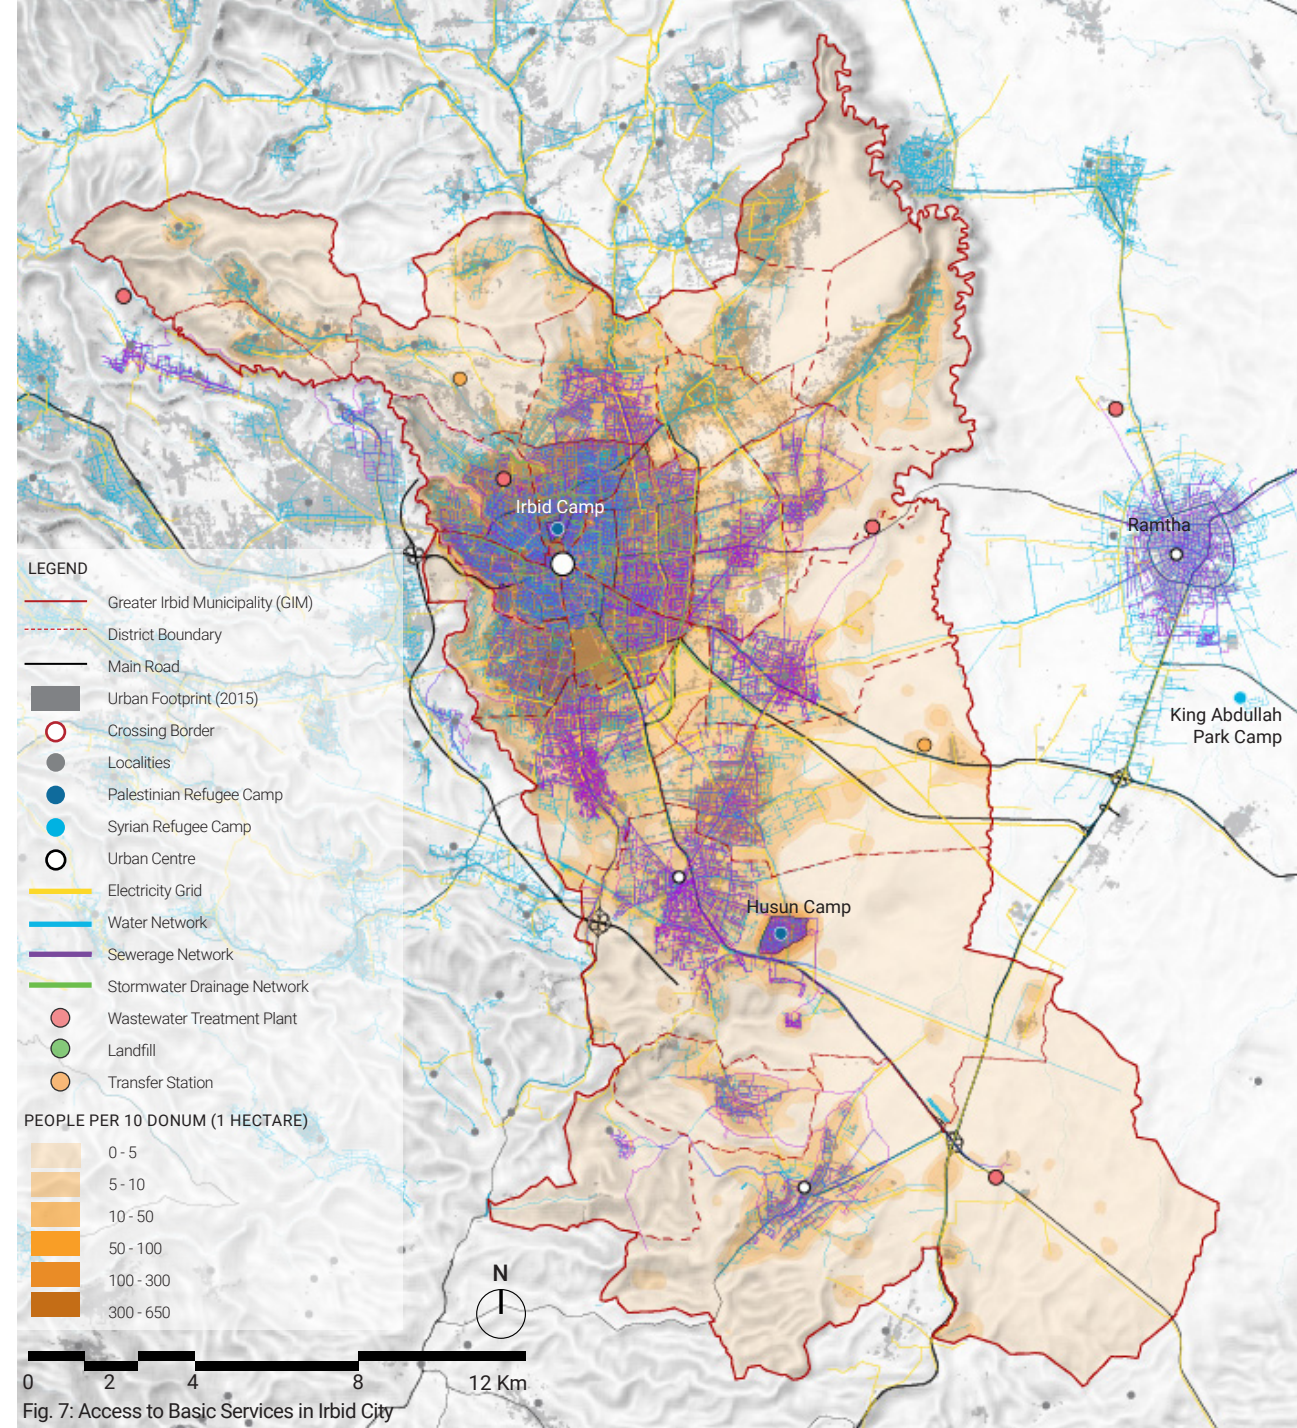 Irbid Camp
Ramtha
King Abdullah
Park Camp
Husun Camp
LEGEND
Greater Irbid Municipality (GIM)
District Boundary
Main Road
Urban Footprint (2015)
Crossing Border
Localities
Palestinian Refugee Camp
Syrian Refugee Camp
Urban Centre
Electricity Grid
Water Network
Sewerage Network
Stormwater Drainage Network
Wastewater Treatment Plant
Landfill
Transfer Station
PEOPLE PER 10 DONUM (1 HECTARE)
0 - 5
5 - 10
10 - 50
50 - 100
100 - 300
300 - 650
N
0 2 4 8 12 Km
Fig. 7: Access to Basic Services in Irbid City